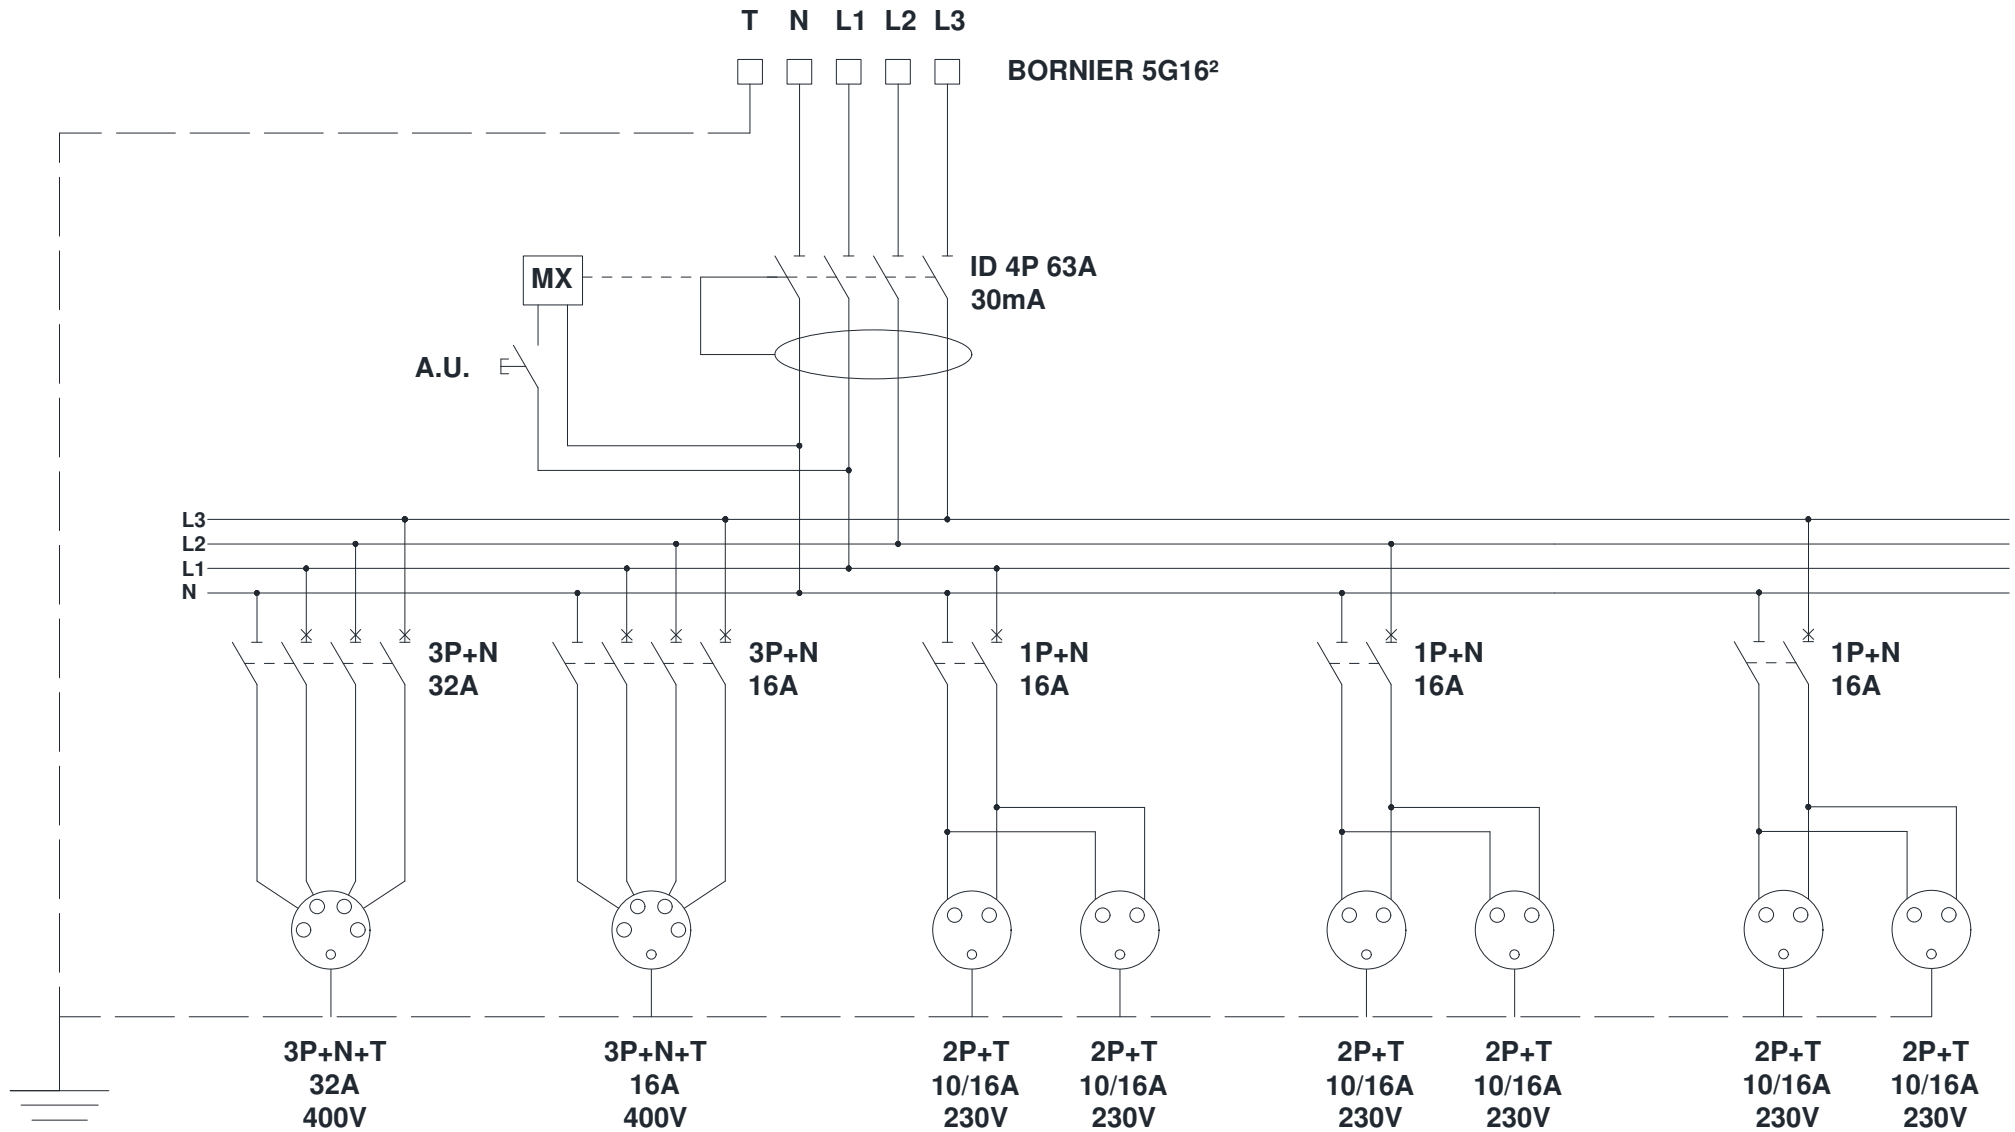 T N L1 L2 L3
BORNIER 5G16²
MX
ID 4P 63A
30mA
A.U.
L3
L2
L1
N
3P+N
32A
3P+N
16A
1P+N
16A
1P+N
16A
1P+N
16A
3P+N+T
32A
400V
3P+N+T
16A
400V
2P+T
10/16A
230V
2P+T
10/16A
230V
2P+T
10/16A
230V
2P+T
10/16A
230V
2P+T
10/16A
230V
2P+T
10/16A
230V